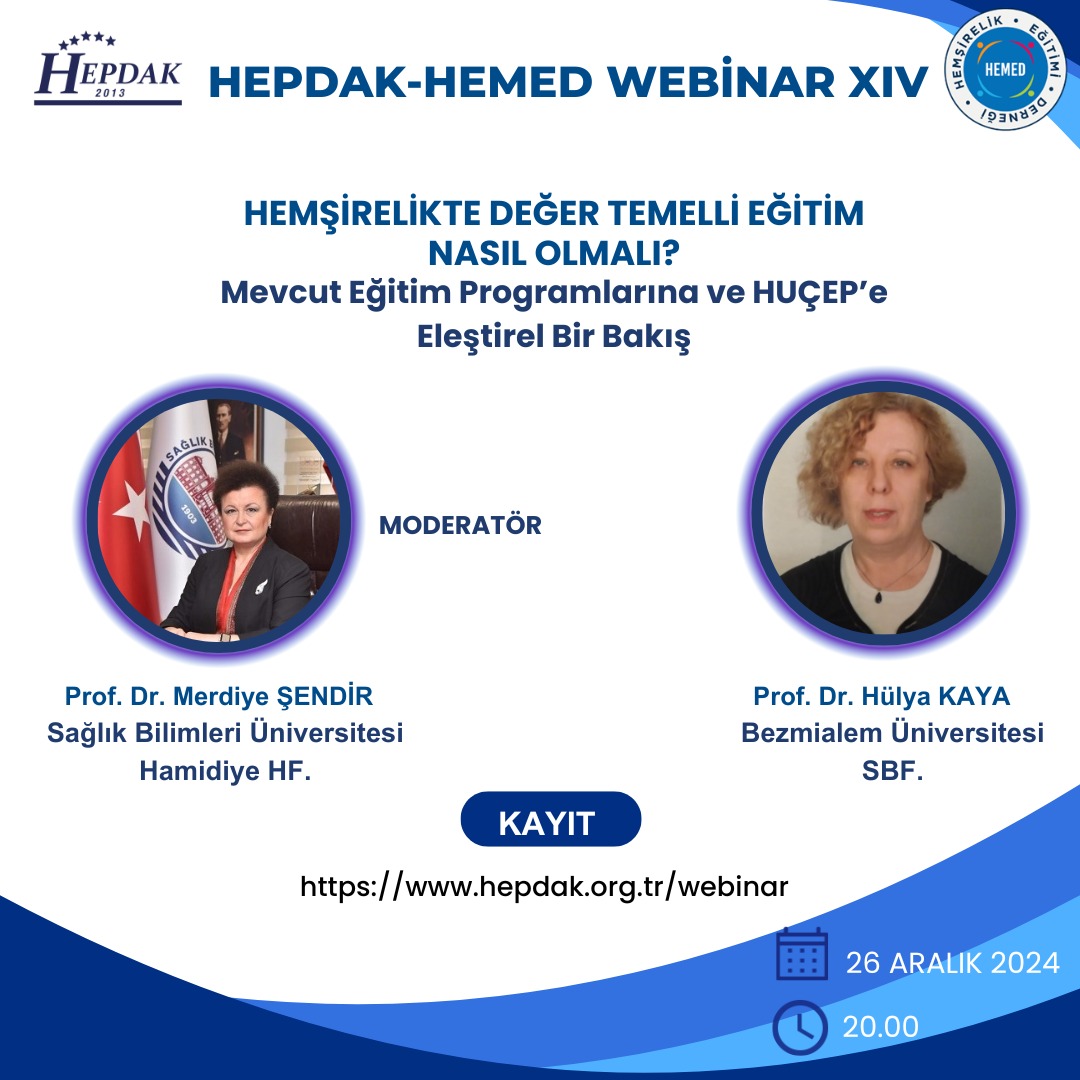 HEPDAK
2013
HEPDAK-HEMED WEBİNAR XIV
HEMŞİRELİK • EĞİTİMİ • DERNEĞİ •
HEMED
HEMŞİRELİKTE DEĞER TEMELLİ EĞİTİM
NASIL OLMALI?
Mevcut Eğitim Programlarına ve HUÇEP’e
Eleştirel Bir Bakış
SAĞLIK
1903
MODERATÖR
Prof. Dr. Merdiye ŞENDİR
Sağlık Bilimleri Üniversitesi
Hamidiye HF.
Prof. Dr. Hülya KAYA
Bezmialem Üniversitesi
SBF.
KAYIT
https://www.hepdak.org.tr/webinar
26 ARALIK 2024
20.00